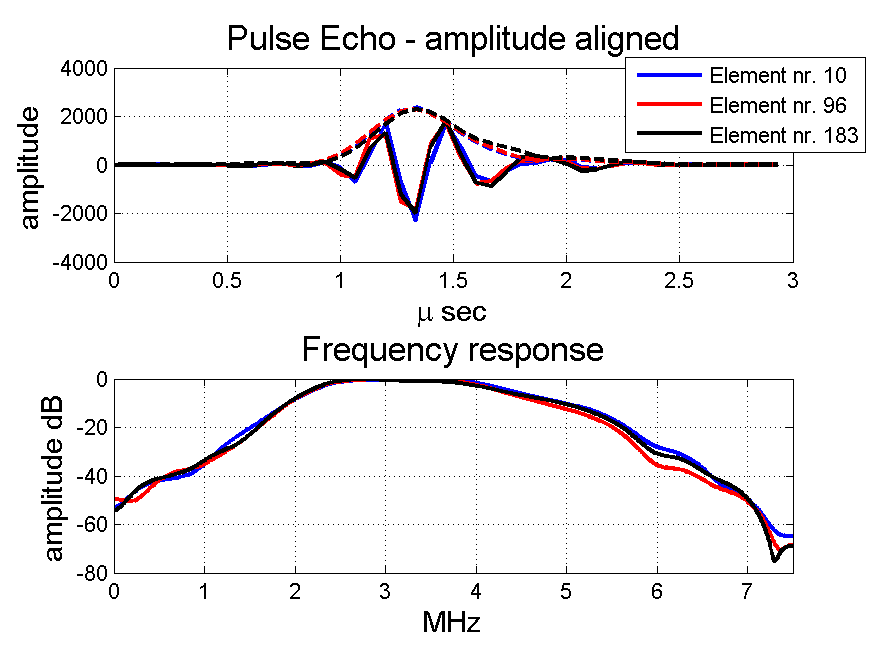 Pulse Echo - amplitude aligned
Element nr. 10
Element nr. 96
Element nr. 183
amplitude
4000
2000
0
-2000
-4000
0 0.5 1 1.5 2 2.5 3
μ sec
Frequency response
amplitude dB
0
-20
-40
-60
-80
0 1 2 3 4 5 6 7
MHz